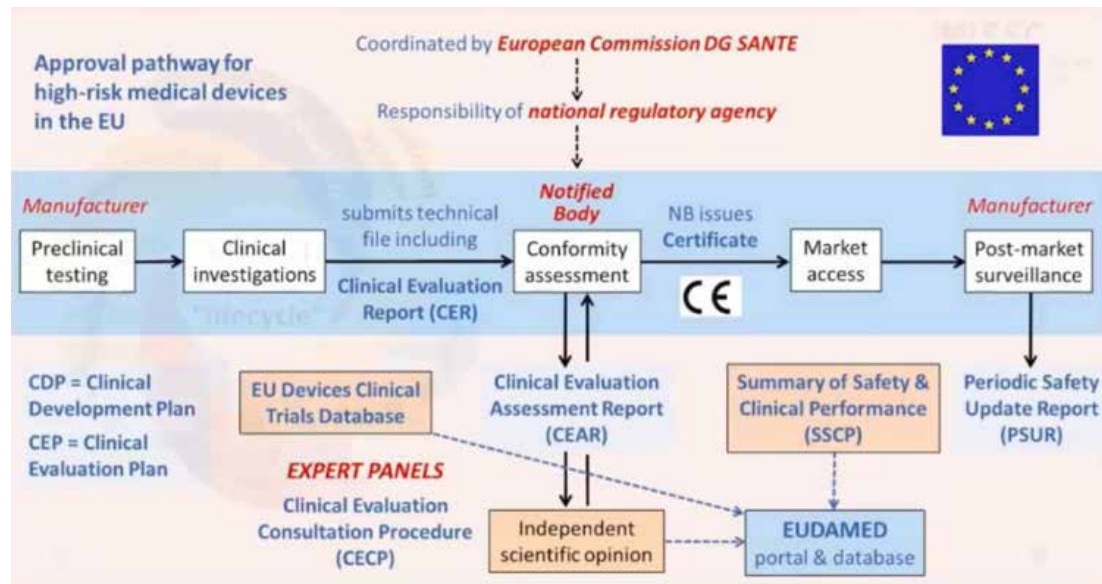 Approval pathway for
high-risk medical devices
in the EU
Coordinated by European Commission DG SANTE
Responsibility of national regulatory agency
Manufacturer
Preclinical
testing
Clinical
investigations
submits technical
file including
Clinical Evaluation
Report (CER)
Notified
Body
Conformity
assessment
NB issues
Certificate
CE
Market
access
Manufacturer
Post-market
surveillance
"lifecycle"
CDP = Clinical
Development Plan
CEP = Clinical
Evaluation Plan
EU Devices Clinical
Trials Database
Clinical Evaluation
Assessment Report
(CEAR)
Summary of Safety &
Clinical Performance
(SSCP)
Periodic Safety
Update Report
(PSUR)
EXPERT PANELS
Clinical Evaluation
Consultation Procedure
(CECP)
Independent
scientific opinion
EUDAMED
portal & database